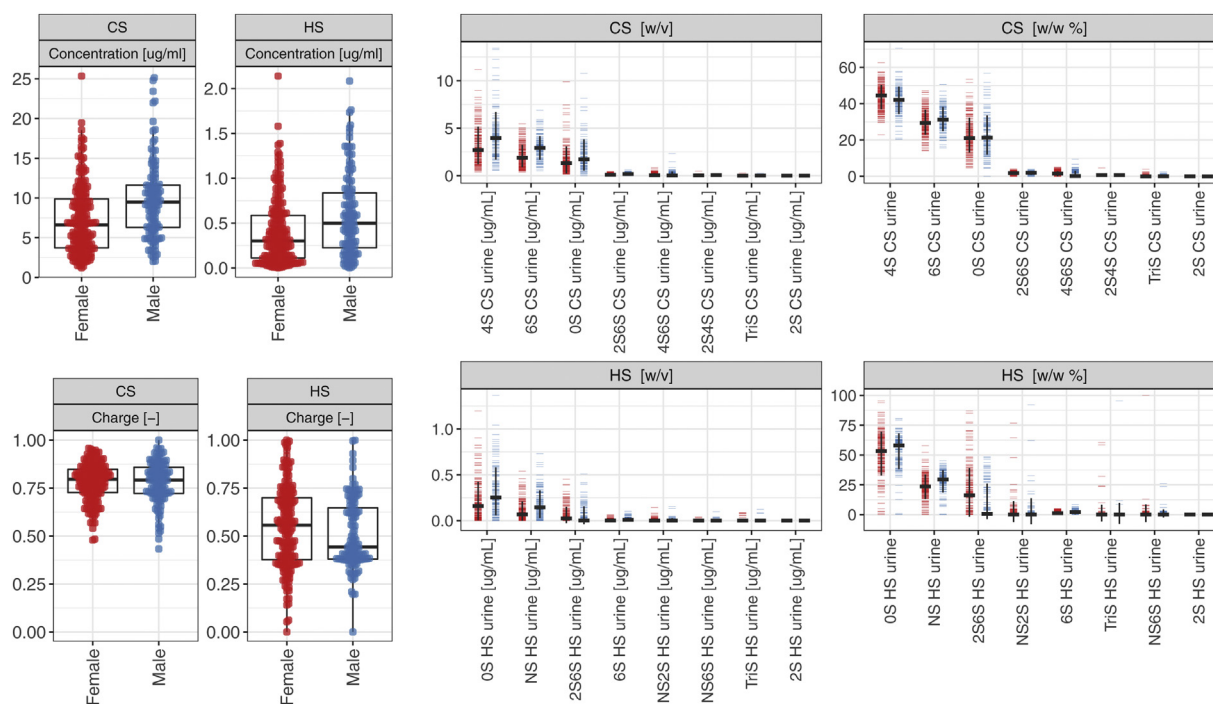 CS
Concentration [ug/ml]
25
20
15
10
5
0
Female
Male
HS
Concentration [ug/ml]
2.0
1.5
1.0
0.5
0.0
Female
Male
CS [w/v]
10
5
0
4S CS urine [ug/mL]
6S CS urine [ug/mL]
0S CS urine [ug/mL]
2S6S CS urine [ug/mL]
4S6S CS urine [ug/mL]
2S4S CS urine [ug/mL]
TriS CS urine [ug/mL]
2S CS urine [ug/mL]
CS [w/w %]
60
40
20
0
4S CS urine
6S CS urine
0S CS urine
2S6S CS urine
4S6S CS urine
2S4S CS urine
TriS CS urine
2S CS urine
CS
Charge [−]
1.00
0.75
0.50
0.25
0.00
Female
Male
HS
Charge [−]
1.00
0.75
0.50
0.25
0.00
Female
Male
HS [w/v]
1.0
0.5
0.0
0S HS urine [ug/mL]
NS HS urine [ug/mL]
2S6S HS urine [ug/mL]
6S HS urine [ug/mL]
NS2S HS urine [ug/mL]
NS6S HS urine [ug/mL]
TriS HS urine [ug/mL]
2S HS urine [ug/mL]
HS [w/w %]
100
75
50
25
0
0S HS urine
NS HS urine
2S6S HS urine
NS2S HS urine
6S HS urine
TriS HS urine
NS6S HS urine
2S HS urine